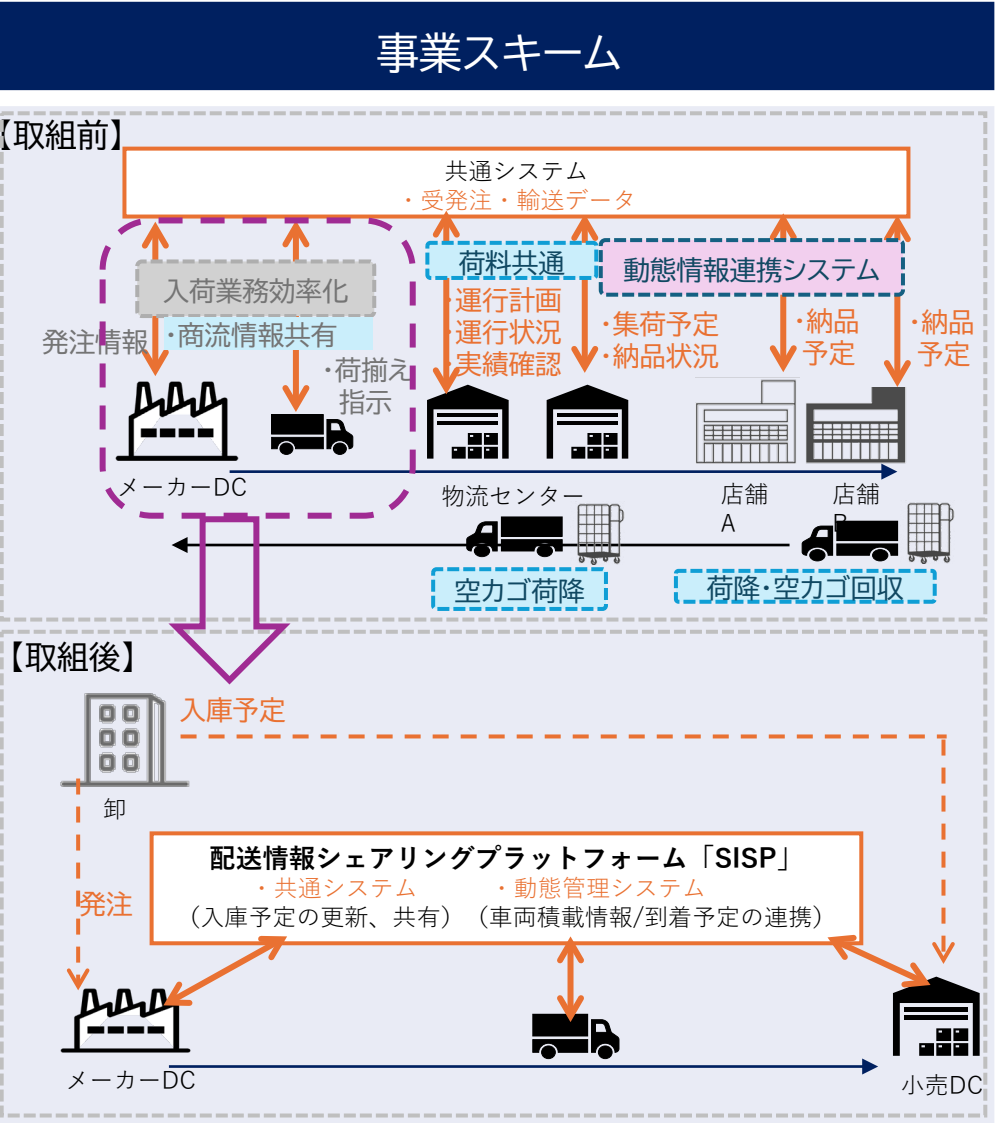 事業スキーム
【取組前】
共通システム
・受発注・輸送データ
荷料共通
動態情報連携システム
入荷業務効率化
・商流情報共有
発注情報
・荷揃え
指示
・運行計画
・運行状況
・実績確認
・集荷予定
・納品状況
・納品
予定
・納品
予定
メーカーDC
物流センター
店舗
A
店舗
B
空カゴ荷降
荷降・空カゴ回収
【取組後】
入庫予定
卸
発注
配送情報シェアリングプラットフォーム「SISP」
・共通システム
・動態管理システム
（入庫予定の更新、共有）
（車両積載情報/到着予定の連携）
メーカーDC
小売DC